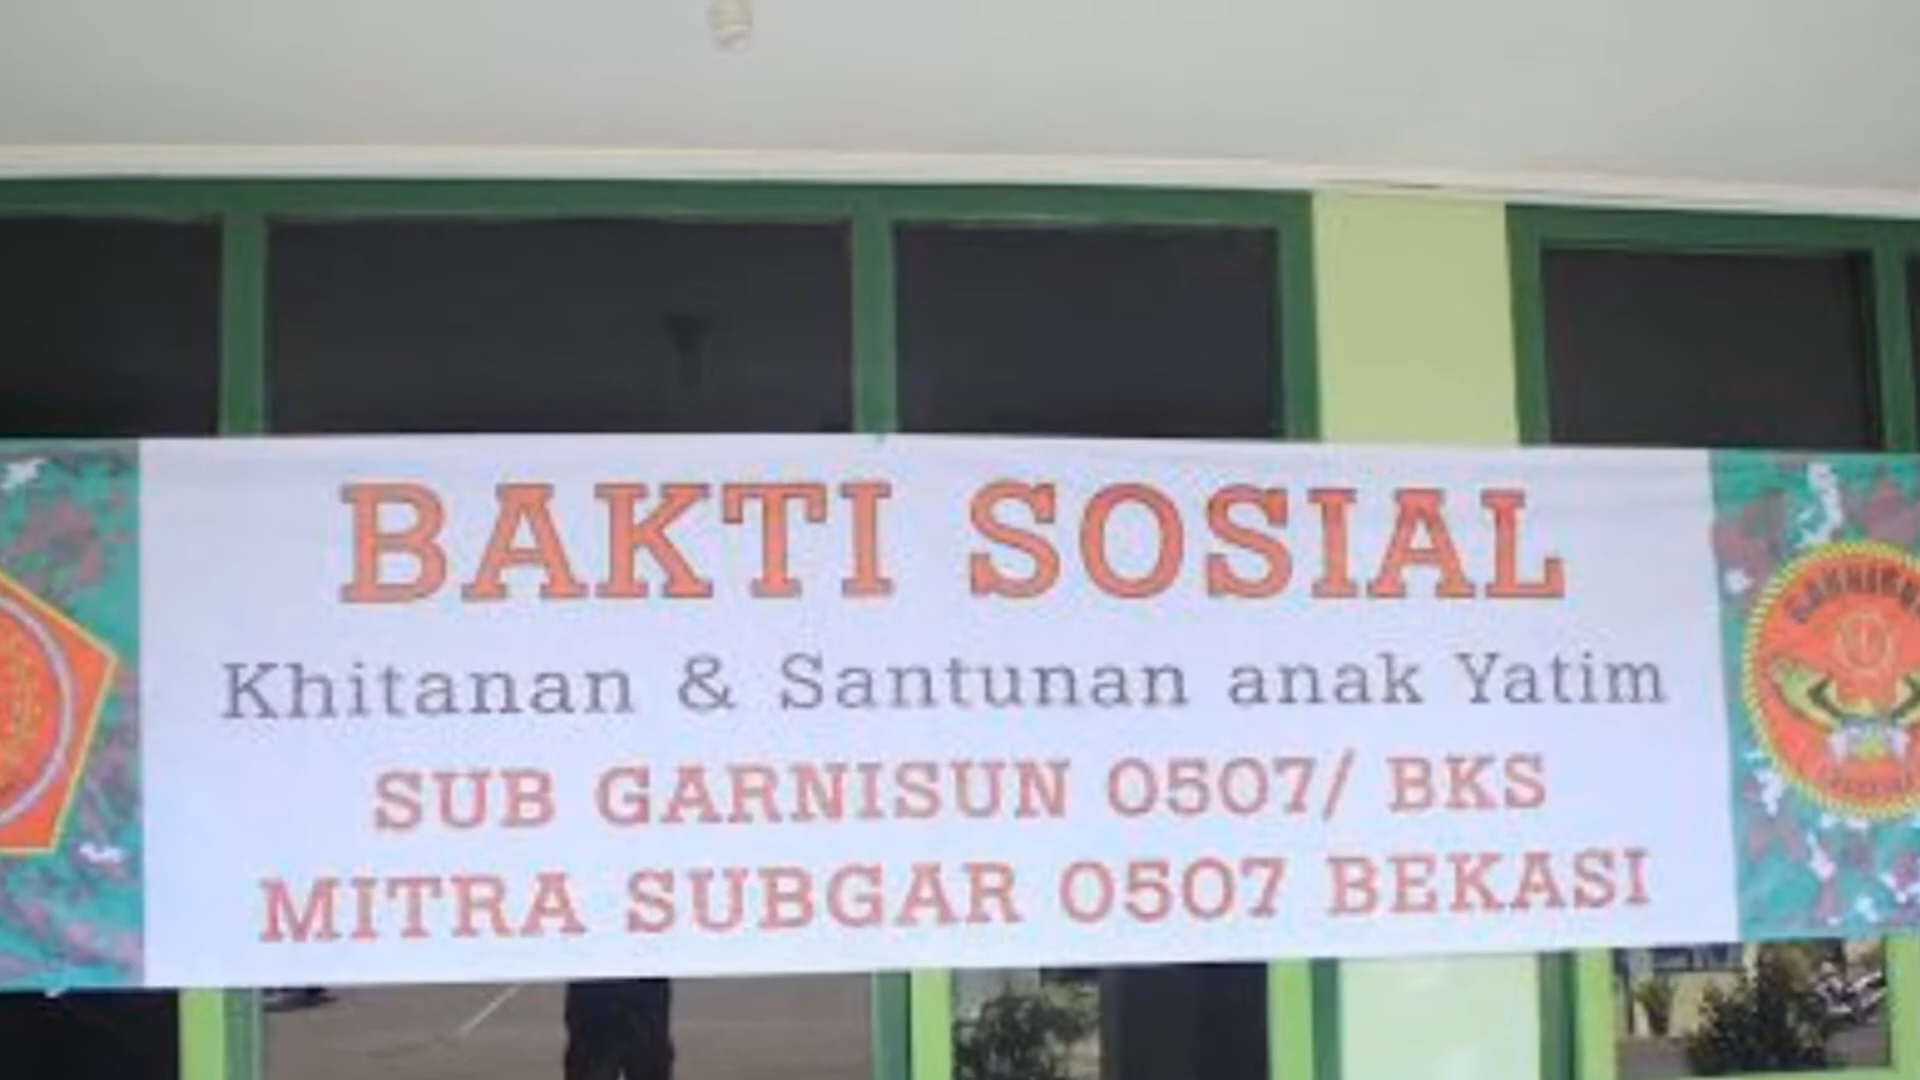 BAKTI SOSIAL
Khitanan & Santunan anak Yatim
SUB GARNISUN 0507/ BKS
MITRA SUBGAR 0507 BEKASI